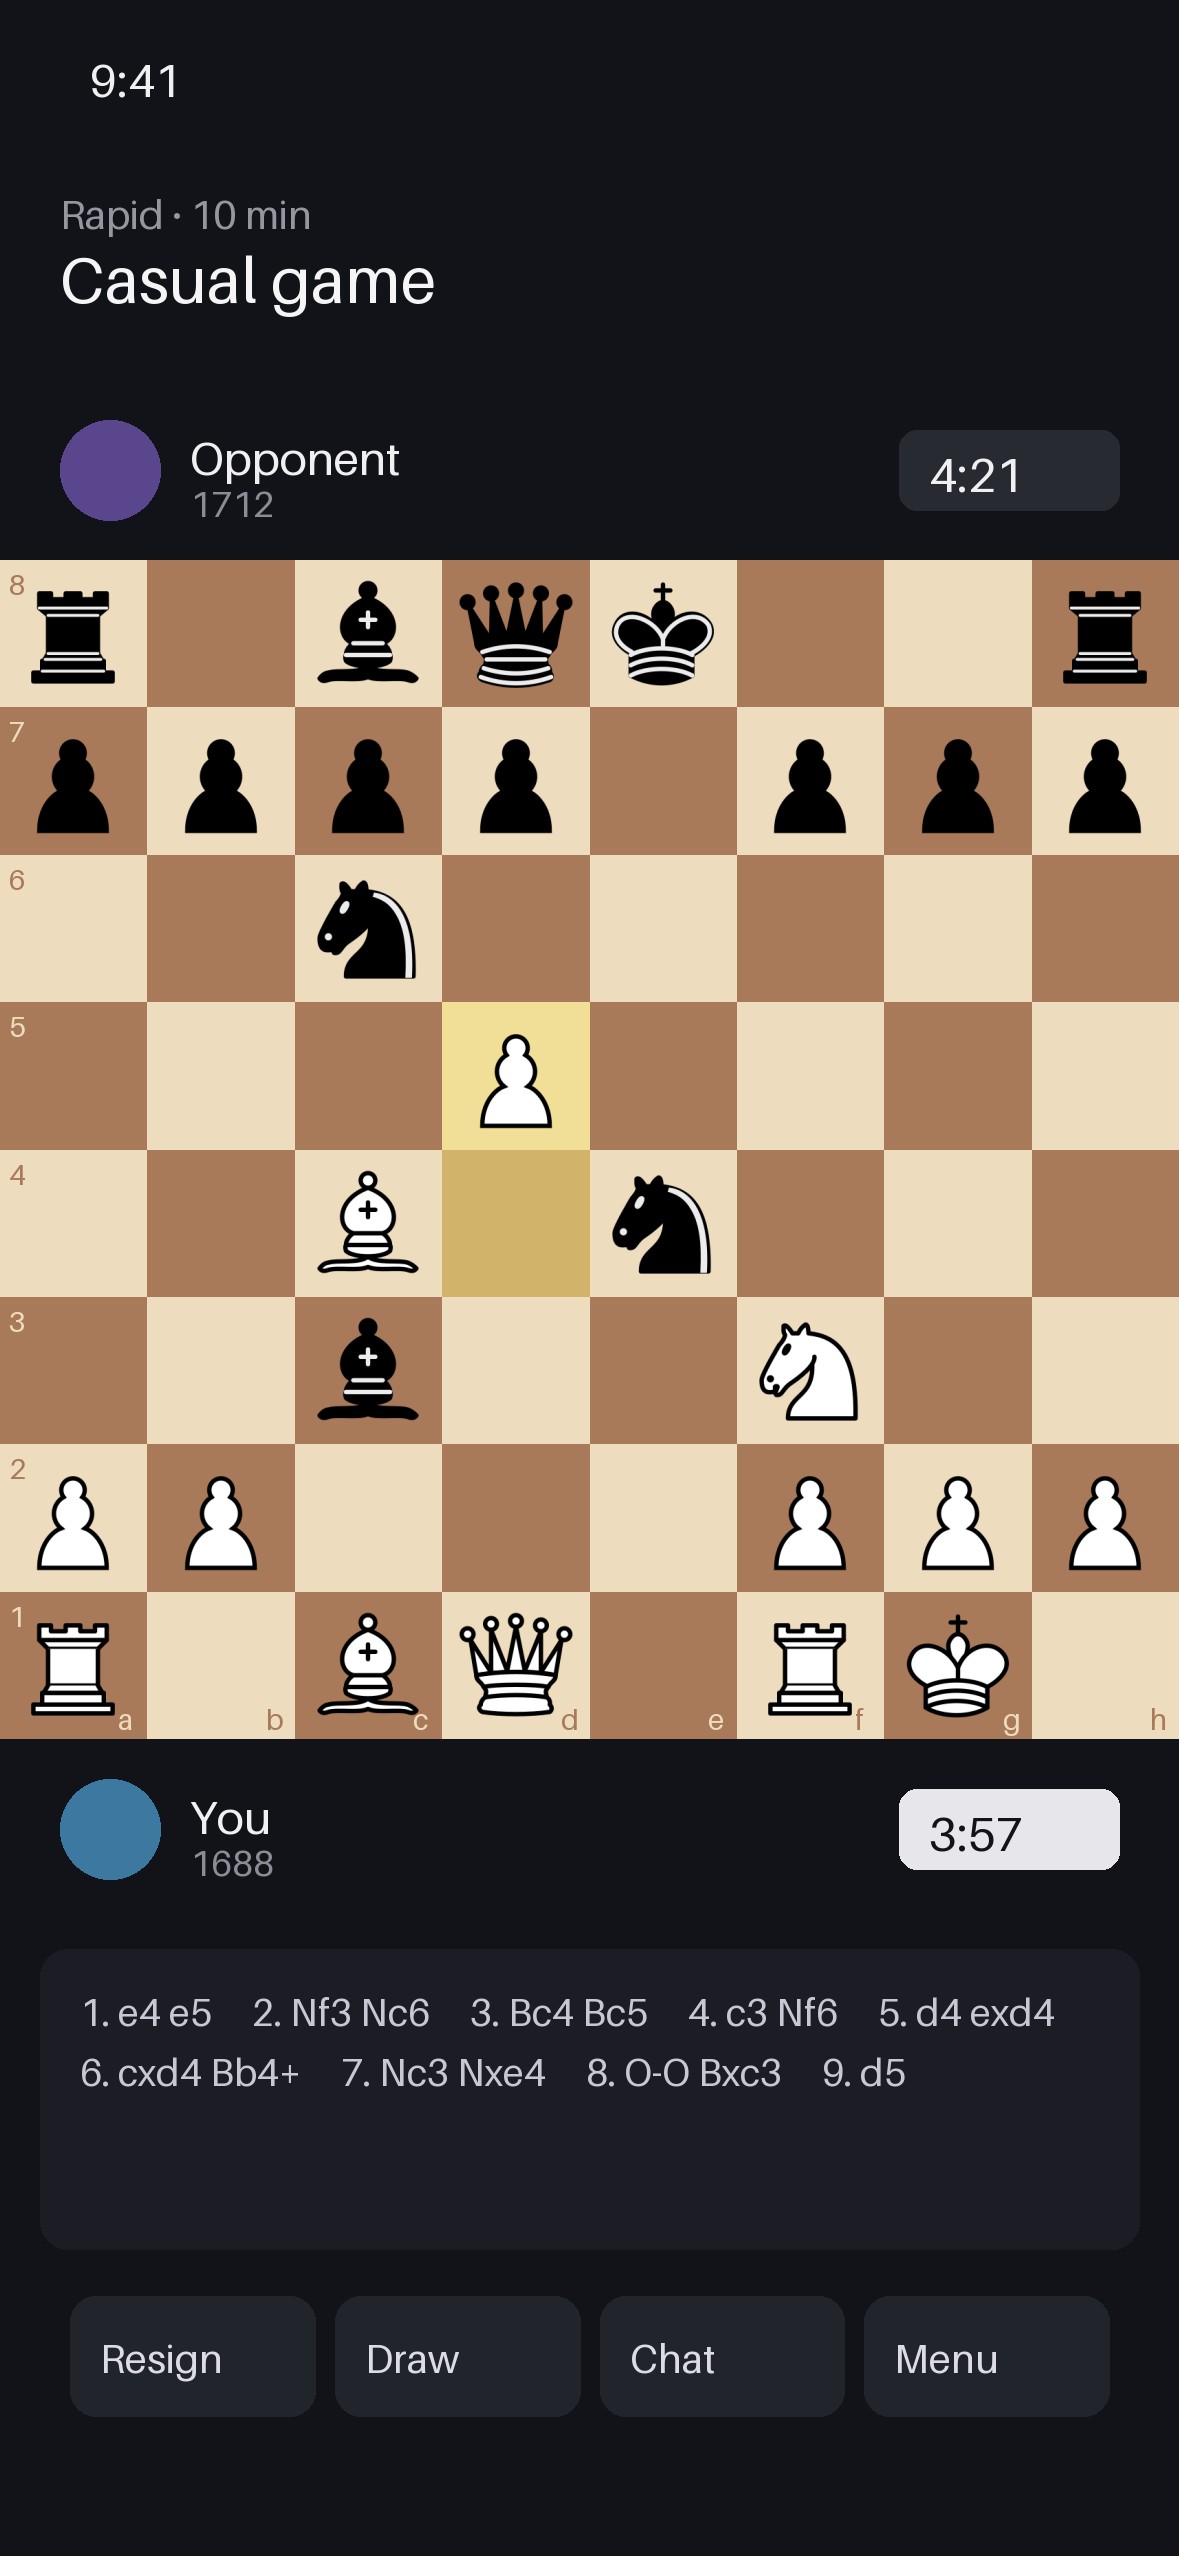 9:41
Rapid · 10 min
Casual game
Opponent
1712
4:21
8
7
6
5
4
3
2
1
a b c d e f g h
You
1688
3:57
1. e4 e5 2. Nf3 Nc6 3. Bc4 Bc5 4. c3 Nf6 5. d4 exd4
6. cxd4 Bb4+ 7. Nc3 Nxe4 8. O-O Bxc3 9. d5
Resign Draw Chat Menu